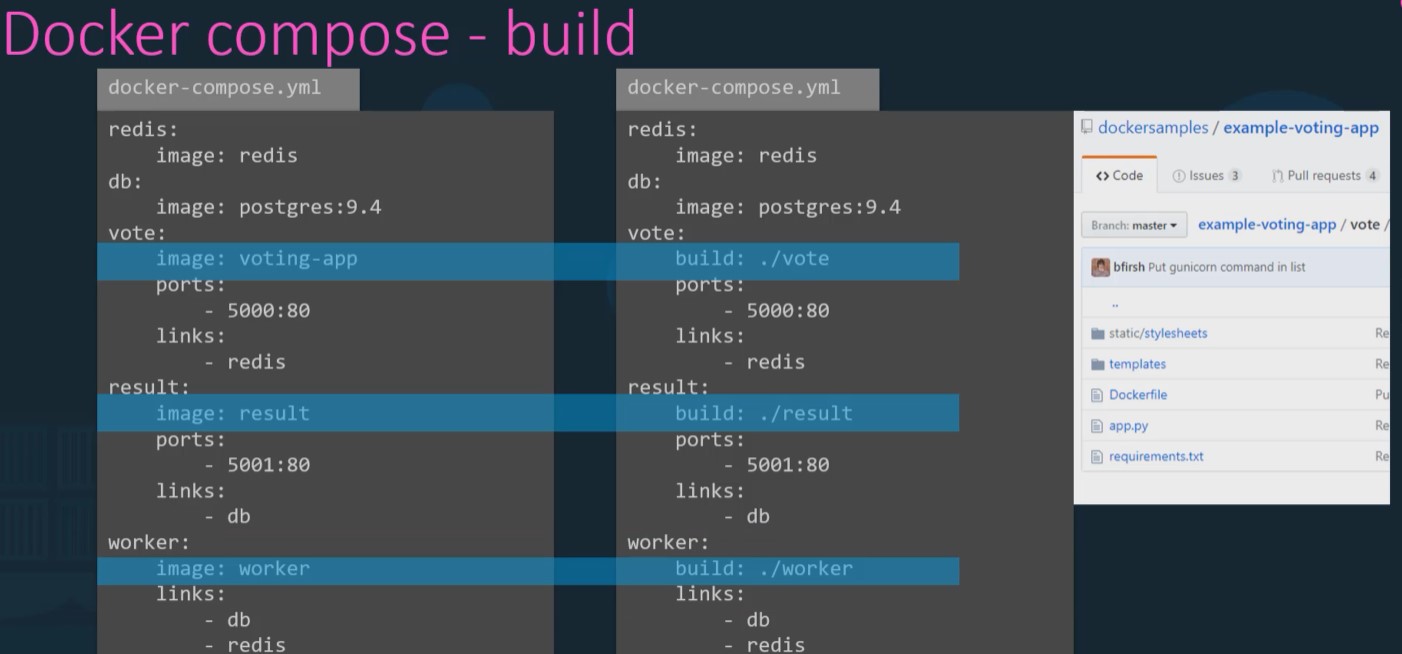 Docker compose - build
docker-compose.yml
redis:
    image: redis
db:
    image: postgres:9.4
vote:
    image: voting-app
    ports:
        - 5000:80
    links:
        - redis
result:
    image: result
    ports:
        - 5001:80
    links:
        - db
worker:
    image: worker
    links:
        - db
        - redis
docker-compose.yml
redis:
    image: redis
db:
    image: postgres:9.4
vote:
    build: ./vote
    ports:
        - 5000:80
    links:
        - redis
result:
    build: ./result
    ports:
        - 5001:80
    links:
        - db
worker:
    build: ./worker
    links:
        - db
        - redis
dockersamples / example-voting-app
<> Code Issues 3 Pull requests 4
Branch: master example-voting-app / vote /
bfirsh Put gunicorn command in list
..
static/stylesheets Re
templates Re
Dockerfile Pu
app.py Re
requirements.txt Re